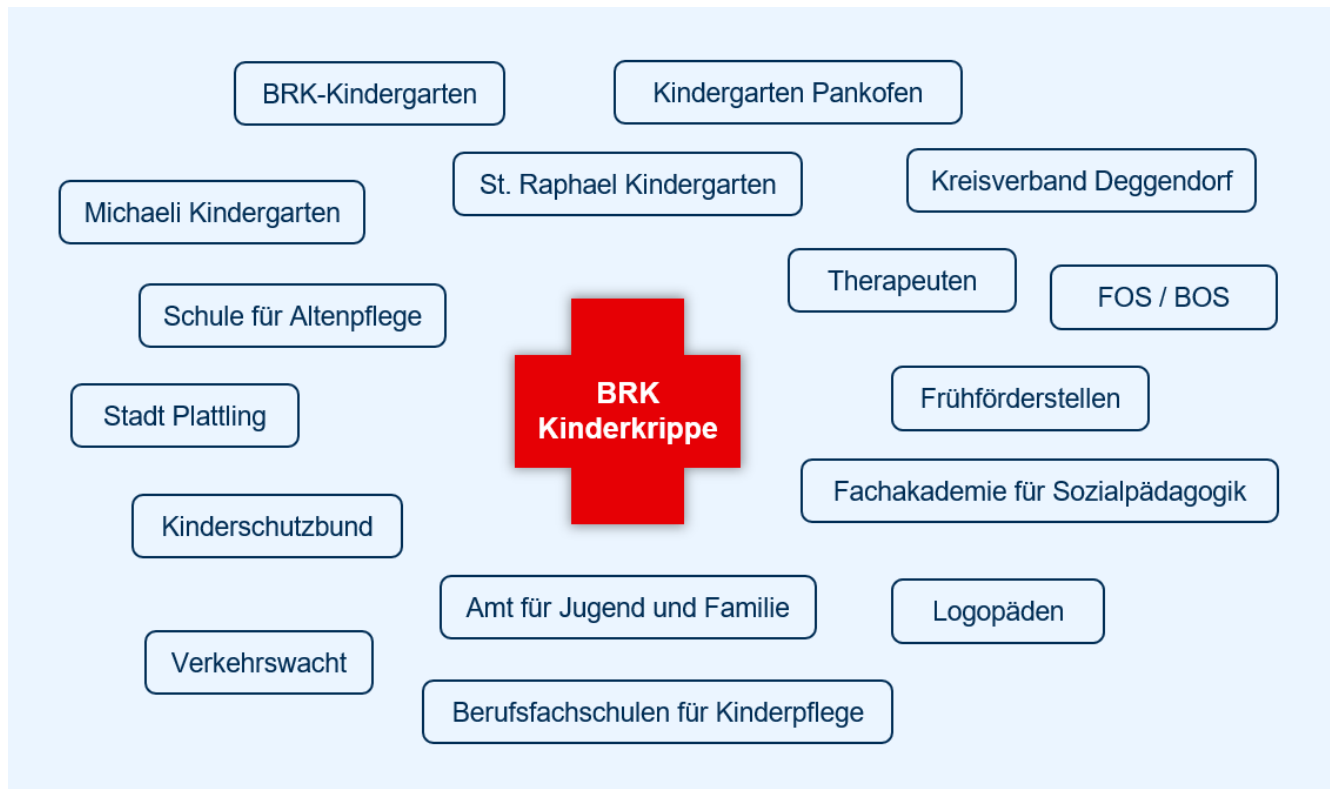 BRK-Kindergarten
Kindergarten Pankofen
St. Raphael Kindergarten
Kreisverband Deggendorf
Michaeli Kindergarten
Therapeuten
FOS / BOS
Schule für Altenpflege
BRK
Kinderkrippe
Frühförderstellen
Stadt Plattling
Fachakademie für Sozialpädagogik
Kinderschutzbund
Amt für Jugend und Familie
Logopäden
Verkehrswacht
Berufsfachschulen für Kinderpflege